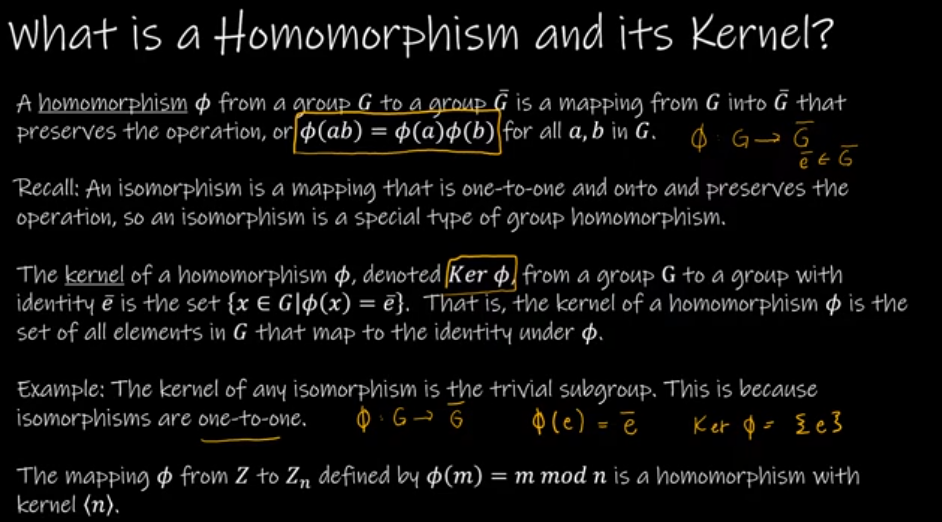 What is a Homomorphism and its Kernel?
A homomorphism ϕ from a group G to a group Ḡ is a mapping from G into Ḡ that
preserves the operation, or ϕ(ab) = ϕ(a)ϕ(b) for all a, b in G. ϕ : G → Ḡ
ē ∈ Ḡ
Recall: An isomorphism is a mapping that is one-to-one and onto and preserves the
operation, so an isomorphism is a special type of group homomorphism.
The kernel of a homomorphism ϕ, denoted Ker ϕ, from a group G to a group with
identity ē is the set {x ∈ G|ϕ(x) = ē}. That is, the kernel of a homomorphism ϕ is the
set of all elements in G that map to the identity under ϕ.
Example: The kernel of any isomorphism is the trivial subgroup. This is because
isomorphisms are one-to-one. ϕ : G → Ḡ ϕ(e) = ē Ker ϕ = {e}
The mapping ϕ from Z to Zₙ defined by ϕ(m) = m mod n is a homomorphism with
kernel ⟨n⟩.